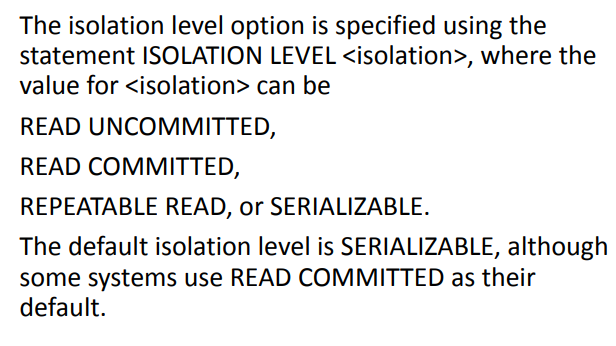 The isolation level option is specified using the
statement ISOLATION LEVEL <isolation>, where the
value for <isolation> can be
READ UNCOMMITTED,
READ COMMITTED,
REPEATABLE READ, or SERIALIZABLE.
The default isolation level is SERIALIZABLE, although
some systems use READ COMMITTED as their
default.